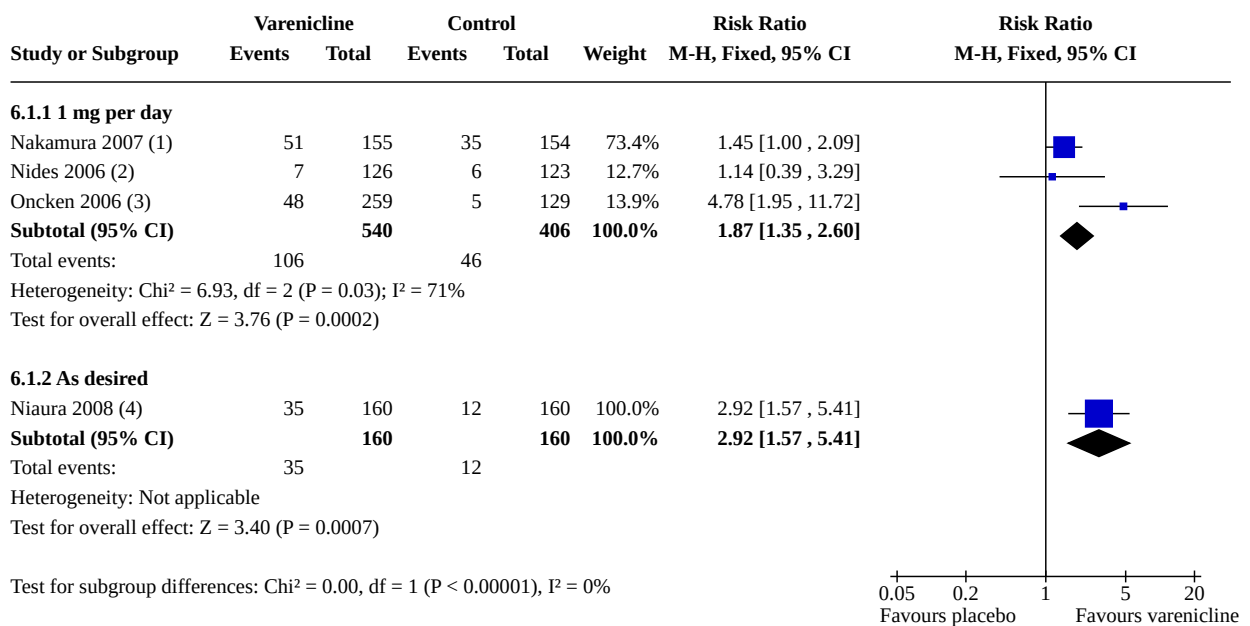 Varenicline Control Risk Ratio Risk Ratio
Study or Subgroup Events Total Events Total Weight M-H, Fixed, 95% CI M-H, Fixed, 95% CI
6.1.1 1 mg per day
Nakamura 2007 (1) 51 155 35 154 73.4% 1.45 [1.00 , 2.09]
Nides 2006 (2) 7 126 6 123 12.7% 1.14 [0.39 , 3.29]
Oncken 2006 (3) 48 259 5 129 13.9% 4.78 [1.95 , 11.72]
Subtotal (95% CI) 540 406 100.0% 1.87 [1.35 , 2.60]
Total events: 106 46
Heterogeneity: Chi² = 6.93, df = 2 (P = 0.03); I² = 71%
Test for overall effect: Z = 3.76 (P = 0.0002)
6.1.2 As desired
Niaura 2008 (4) 35 160 12 160 100.0% 2.92 [1.57 , 5.41]
Subtotal (95% CI) 160 160 100.0% 2.92 [1.57 , 5.41]
Total events: 35 12
Heterogeneity: Not applicable
Test for overall effect: Z = 3.40 (P = 0.0007)
Test for subgroup differences: Chi² = 0.00, df = 1 (P < 0.00001), I² = 0%
0.05 0.2 1 5 20
Favours placebo Favours varenicline